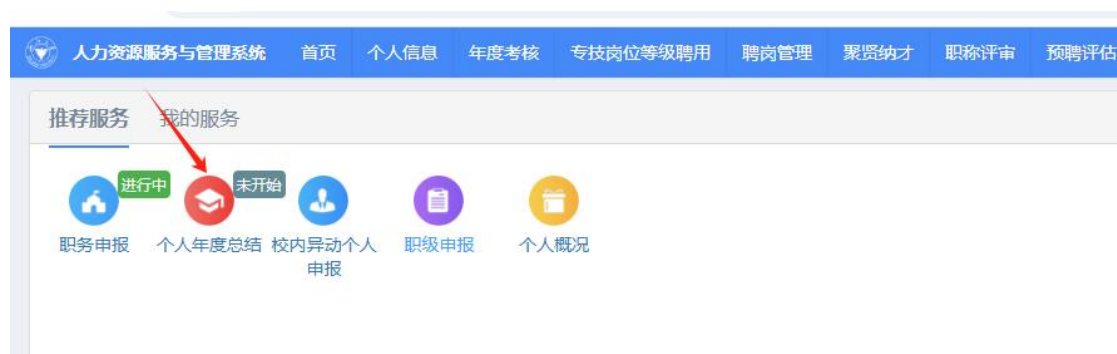 人力资源服务与管理系统 首页 个人信息 年度考核 专技岗位等级聘用 聘岗管理 聚贤纳才 职称评审 预聘评估
推荐服务 我的服务
进行中 未开始
职务申报 个人年度总结 校内异动个人 职级申报 个人概况
申报